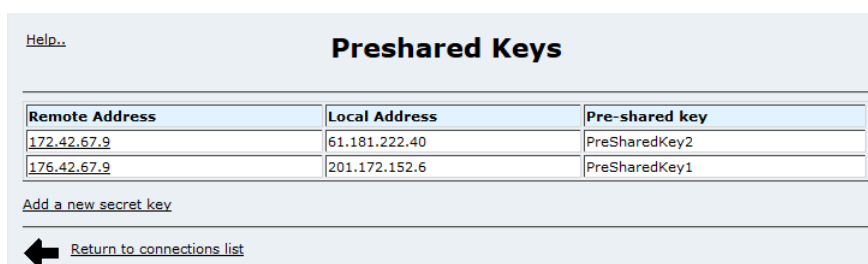 Help..
Preshared Keys
Remote Address Local Address Pre-shared key
172.42.67.9 61.181.222.40 PreSharedKey2
176.42.67.9 201.172.152.6 PreSharedKey1
Add a new secret key
Return to connections list